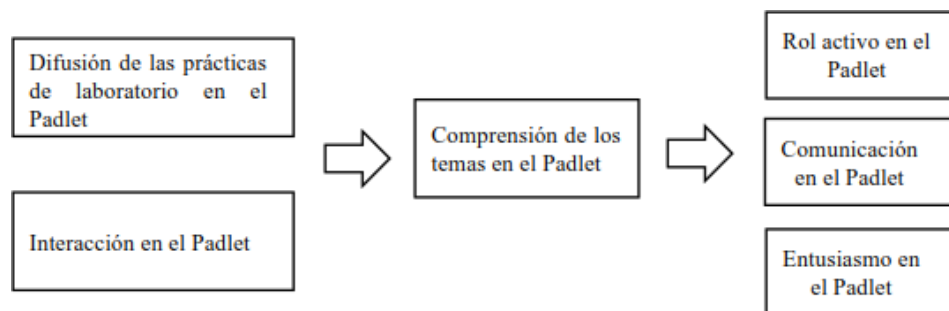 Difusión de las prácticas
de laboratorio en el
Padlet
Interacción en el Padlet
Comprensión de los
temas en el Padlet
Rol activo en el
Padlet
Comunicación
en el Padlet
Entusiasmo en
el Padlet